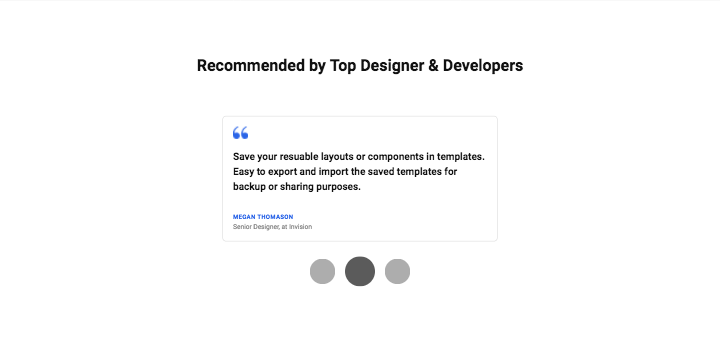 Recommended by Top Designer & Developers
Save your resuable layouts or components in templates.
Easy to export and import the saved templates for
backup or sharing purposes.
MEGAN THOMASON
Senior Designer, at Invision